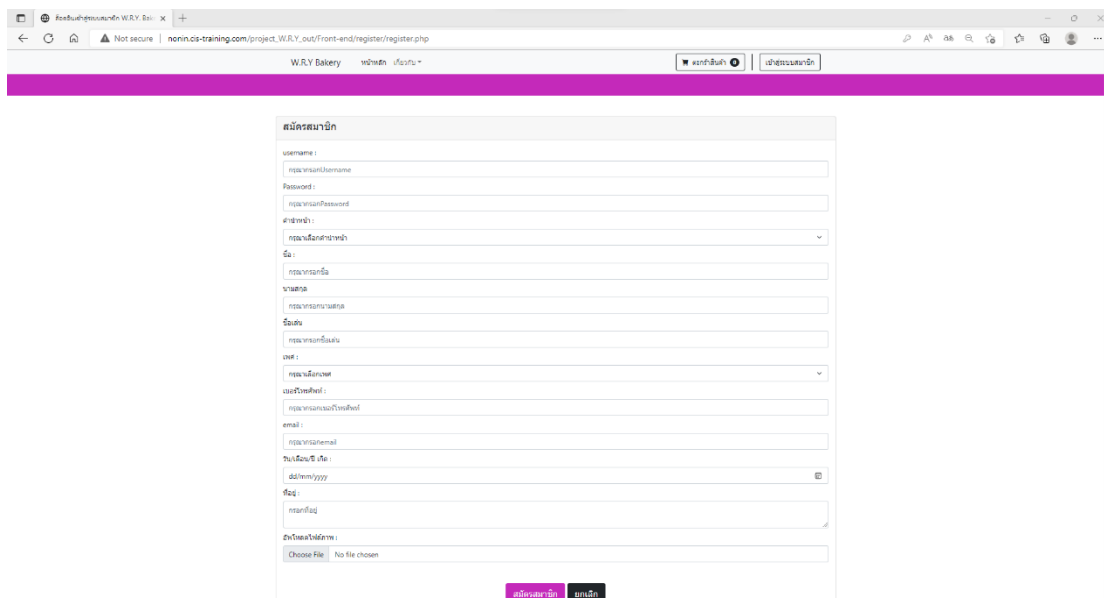 ล็อคอินเข้าสู่ระบบสมาชิก W.R.Y. Bak
Not secure nonin.cis-training.com/project_W.R.Y_out/Front-end/register/register.php
W.R.Y Bakery หน้าหลัก เกี่ยวกับ ตะกร้าสินค้า 0 เข้าสู่ระบบสมาชิก
สมัครสมาชิก
username :
กรุณากรอกUsername
Password :
กรุณากรอกPassword
คำนำหน้า :
กรุณาเลือกคำนำหน้า
ชื่อ :
กรุณากรอกชื่อ
นามสกุล
กรุณากรอกนามสกุล
ชื่อเล่น
กรุณากรอกชื่อเล่น
เพศ :
กรุณาเลือกเพศ
เบอร์โทรศัพท์ :
กรุณากรอกเบอร์โทรศัพท์
email :
กรุณากรอกemail
วัน/เดือน/ปี เกิด :
dd/mm/yyyy
ที่อยู่ :
กรอกที่อยู่
อัพโหลดไฟล์ภาพ :
Choose File No file chosen
สมัครสมาชิก ยกเลิก